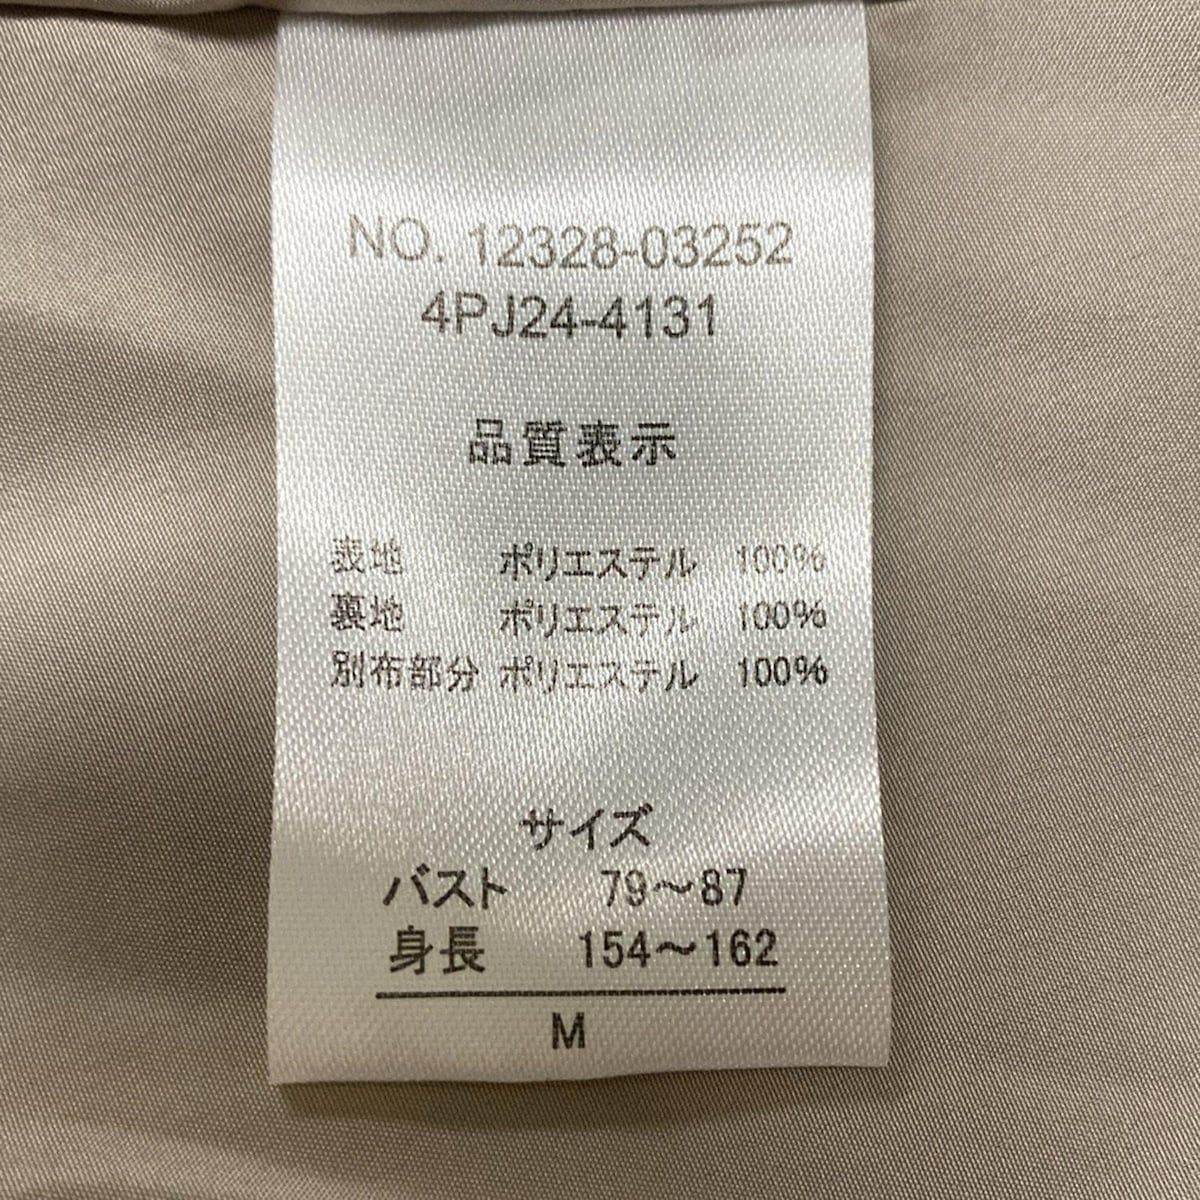 NO. 12328-03252
4PJ24-4131
品質表示
表地 ポリエステル 100%
裏地 ポリエステル 100%
別布部分 ポリエステル 100%
サイズ
バスト 79～87
身長 154～162
M